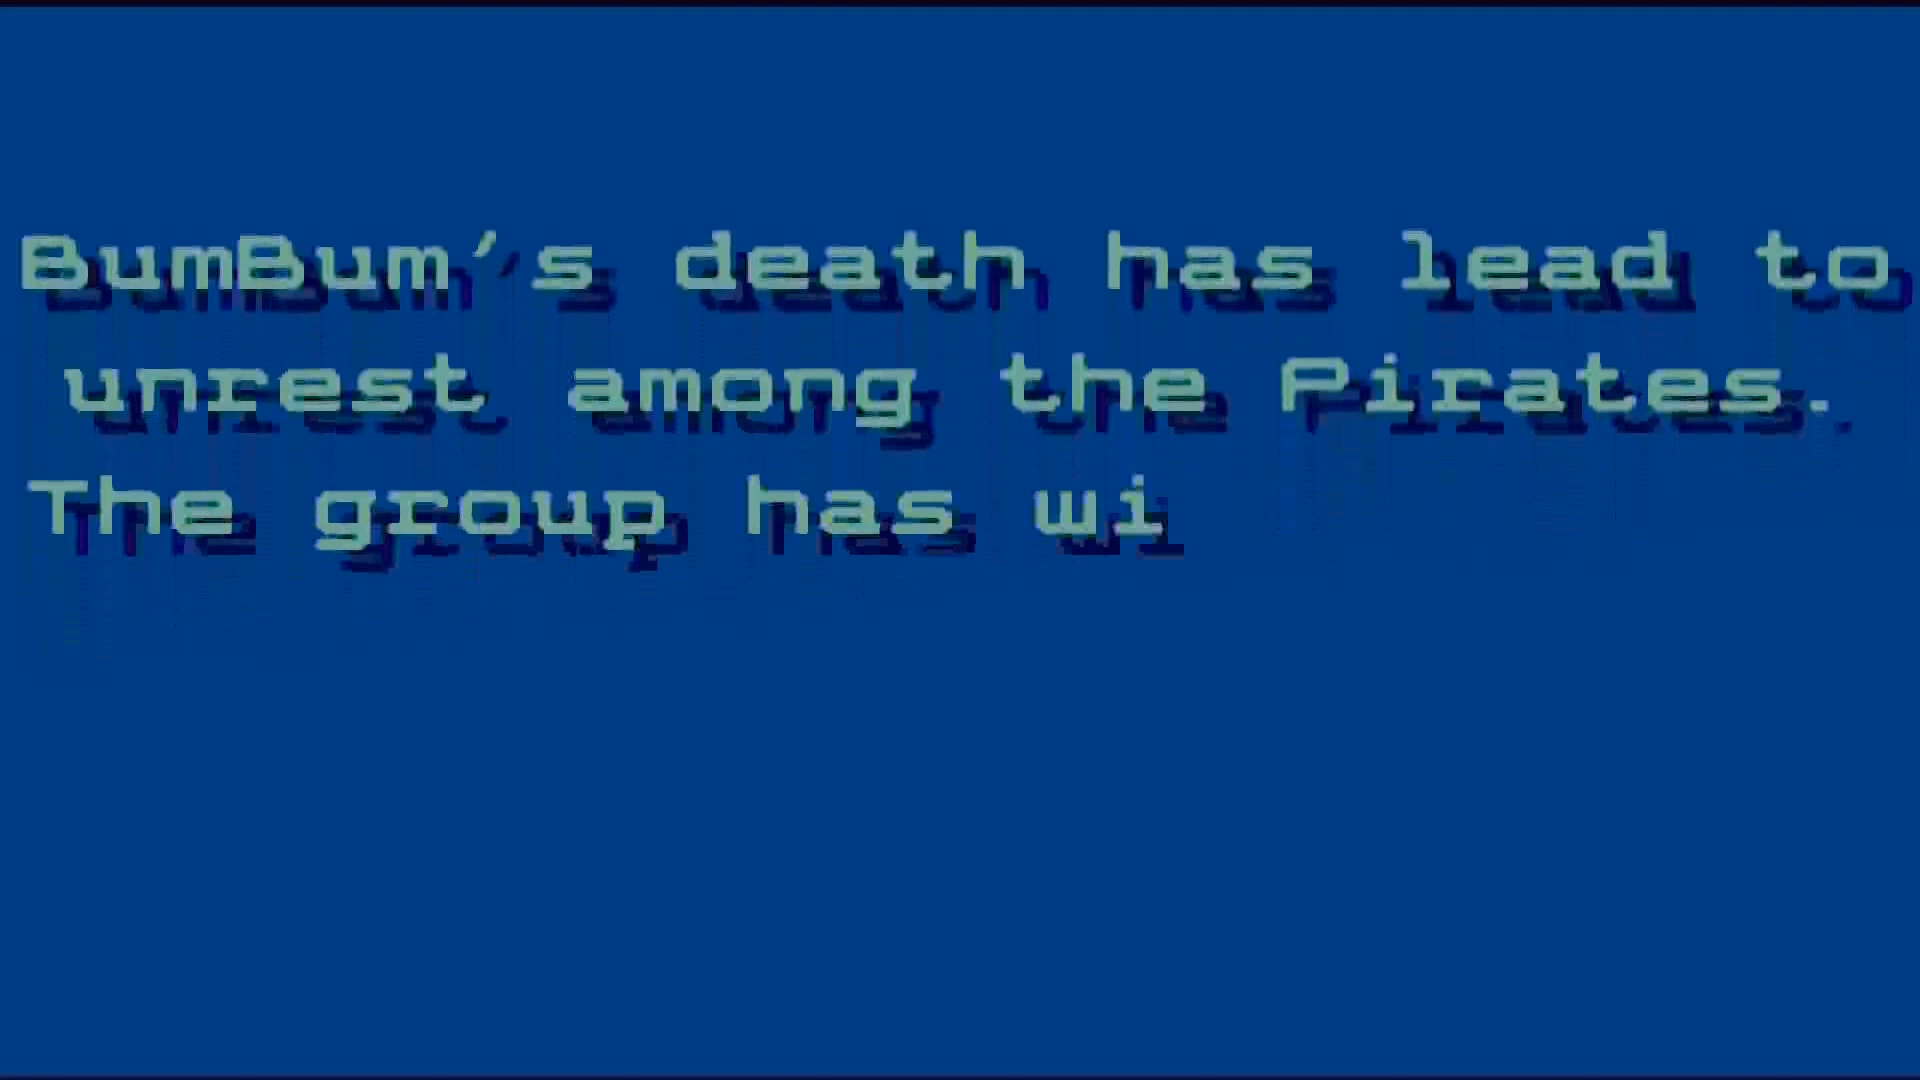 BumBum's death has lead to
unrest among the Pirates.
The group has wi